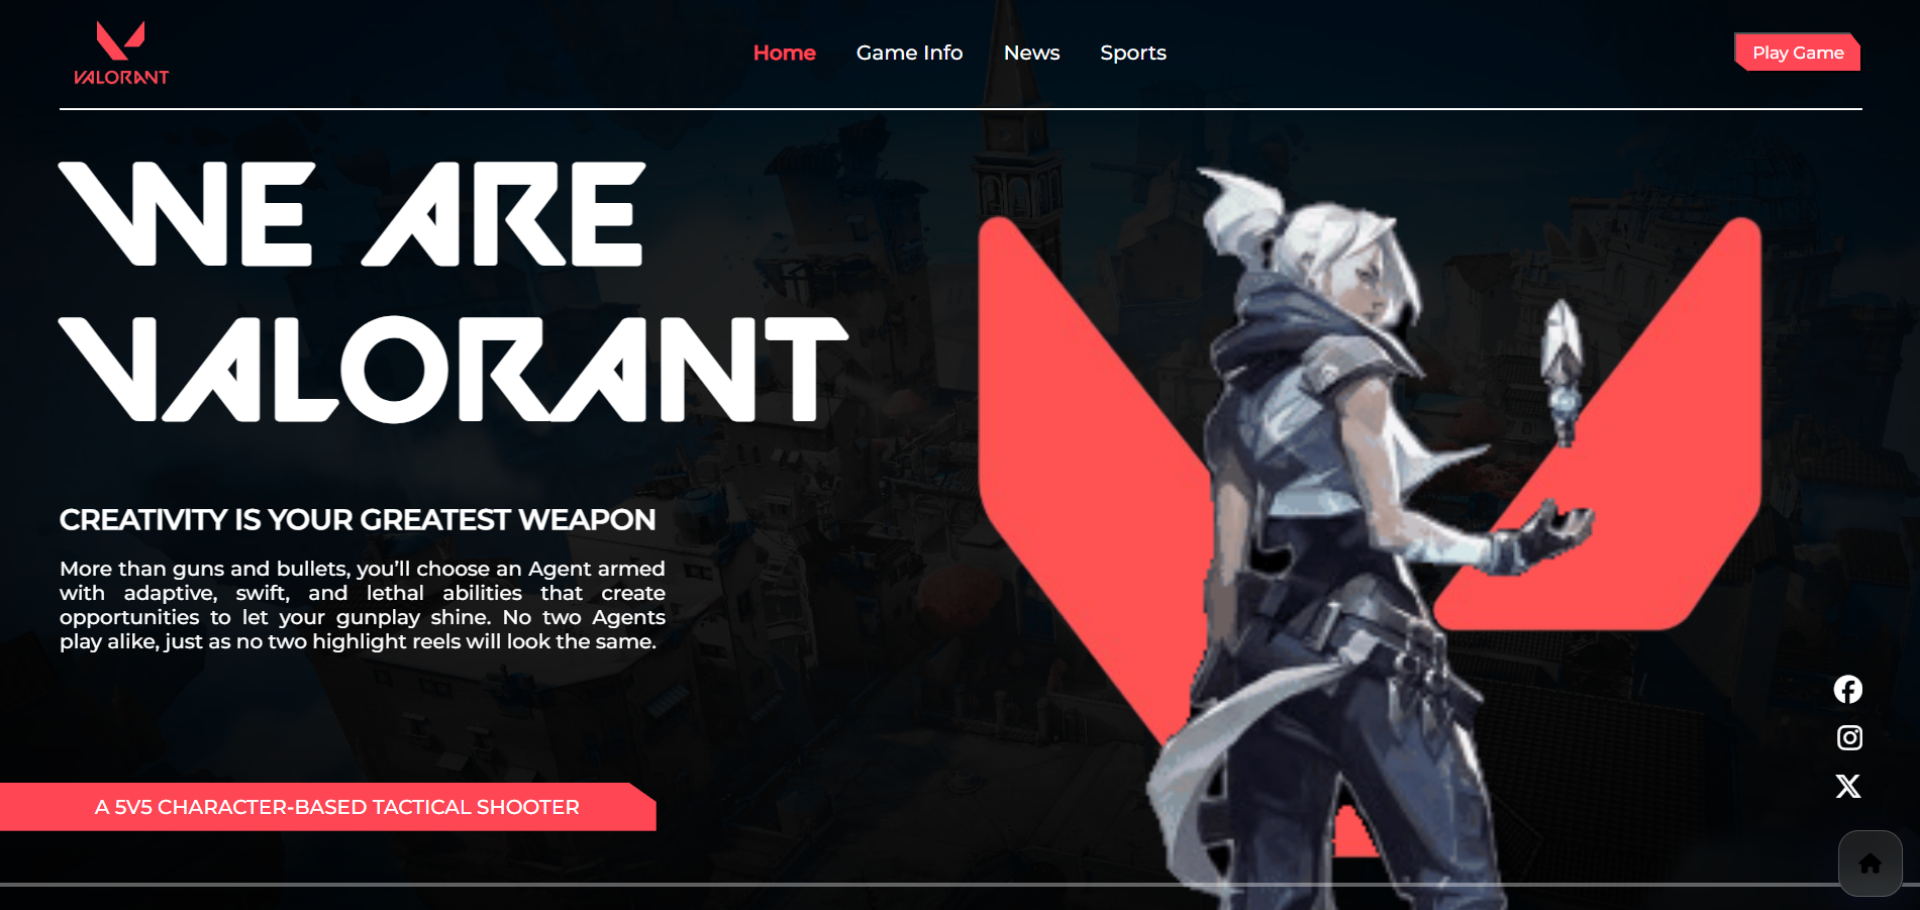 VALORANT
Home
Game Info
News
Sports
Play Game
WE ARE
VALORANT
CREATIVITY IS YOUR GREATEST WEAPON
More than guns and bullets, you’ll choose an Agent armed
with adaptive, swift, and lethal abilities that create
opportunities to let your gunplay shine. No two Agents
play alike, just as no two highlight reels will look the same.
A 5V5 CHARACTER-BASED TACTICAL SHOOTER